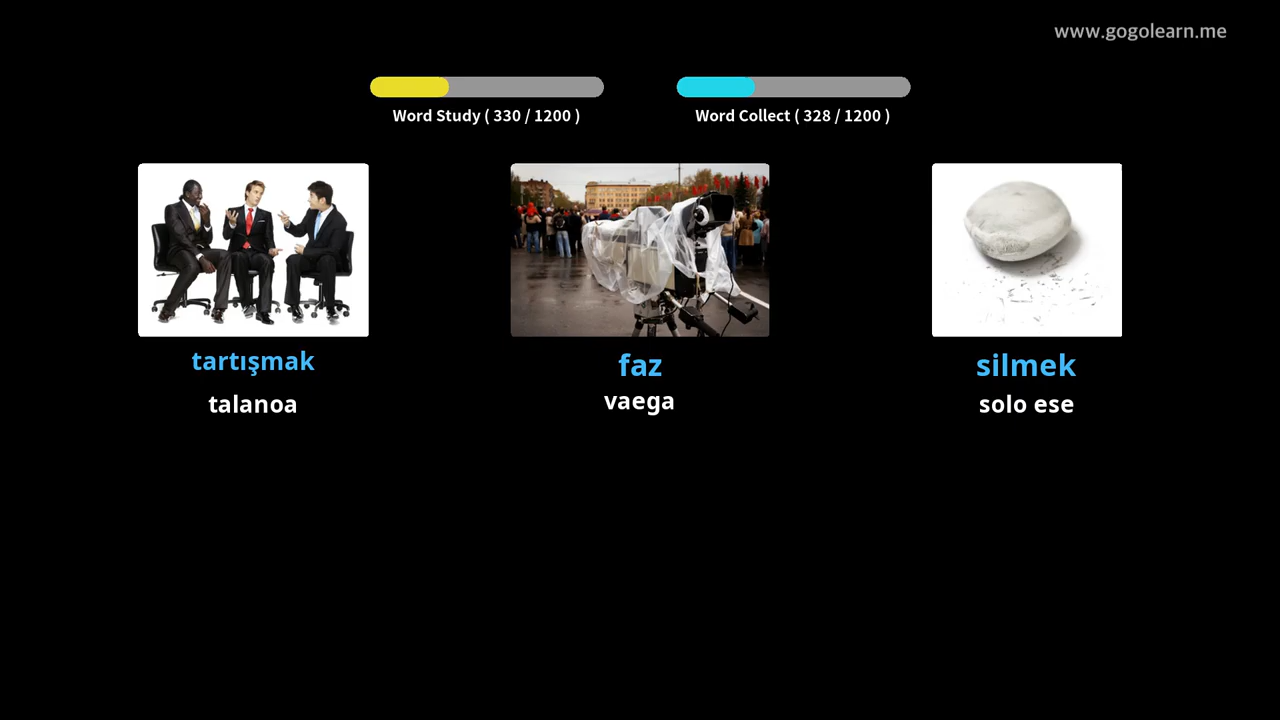 www.gogolearn.me
Word Study ( 330 / 1200 )
Word Collect ( 328 / 1200 )
tartışmak
talanoa
faz
vaega
silmek
solo ese